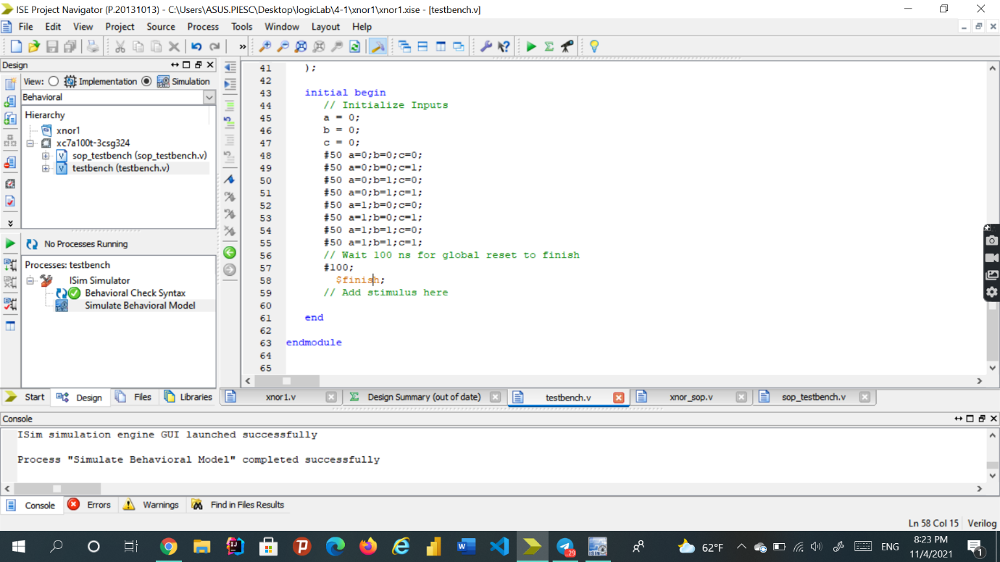 ISE Project Navigator (P.20131013) - C:\Users\ASUS.PIESC\Desktop\logicLab\4-1\xnor1\xnor1.xise - [testbench.v]
File Edit View Project Source Process Tools Window Layout Help
»
Design
View: Implementation Simulation
Behavioral
Hierarchy
xnor1
xc7a100t-3csg324
sop_testbench (sop_testbench.v)
testbench (testbench.v)
No Processes Running
Processes: testbench
ISim Simulator
Behavioral Check Syntax
Simulate Behavioral Model
Start Design Files Libraries
41 );
42
43 initial begin
44 // Initialize Inputs
45 a = 0;
46 b = 0;
47 c = 0;
48 #50 a=0;b=0;c=0;
49 #50 a=0;b=0;c=1;
50 #50 a=0;b=1;c=0;
51 #50 a=0;b=1;c=1;
52 #50 a=1;b=0;c=0;
53 #50 a=1;b=0;c=1;
54 #50 a=1;b=1;c=0;
55 #50 a=1;b=1;c=1;
56 // Wait 100 ns for global reset to finish
57 #100;
58 $finish;
59 // Add stimulus here
60
61 end
62
63 endmodule
64
65
xnor1.v Design Summary (out of date) testbench.v xnor_sop.v sop_testbench.v
Console
ISim simulation engine GUI launched successfully
Process "Simulate Behavioral Model" completed successfully
Console Errors Warnings Find in Files Results
Ln 58 Col 15 Verilog
29
62°F ENG 8:23 PM
11/4/2021
1